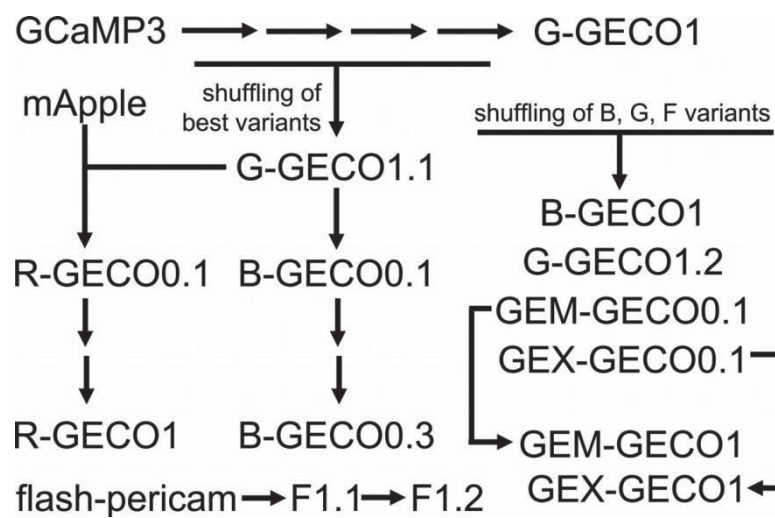 GCaMP3
G-GECO1
mApple
shuffling of
best variants
shuffling of B, G, F variants
G-GECO1.1
B-GECO1
R-GECO0.1
B-GECO0.1
G-GECO1.2
GEM-GECO0.1
GEX-GECO0.1
R-GECO1
B-GECO0.3
GEM-GECO1
flash-pericam
F1.1
F1.2
GEX-GECO1